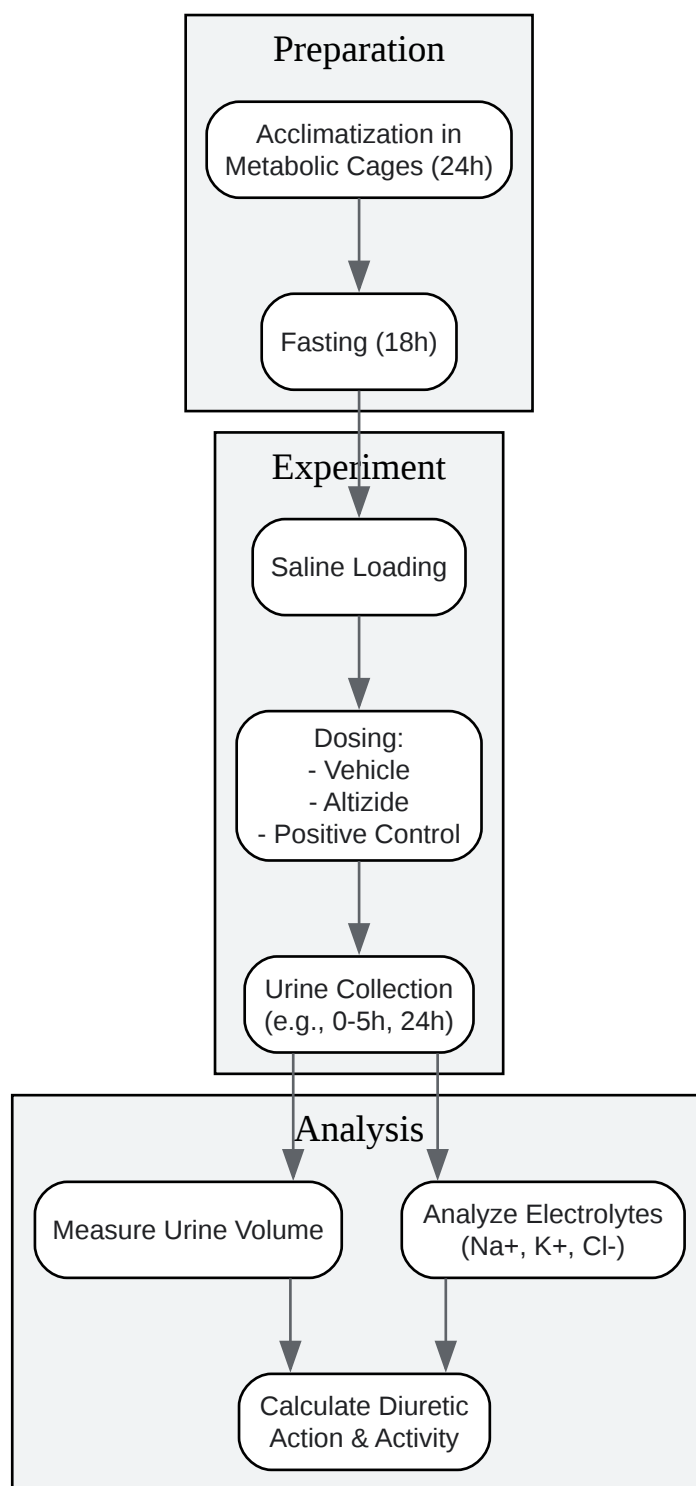 Preparation
Acclimatization in
Metabolic Cages (24h)
Fasting (18h)
Experiment
Saline Loading
Dosing:
- Vehicle
- Altizide
- Positive Control
Urine Collection
(e.g., 0-5h, 24h)
Analysis
Measure Urine Volume
Analyze Electrolytes
(Na+, K+, Cl-)
Calculate Diuretic
Action & Activity